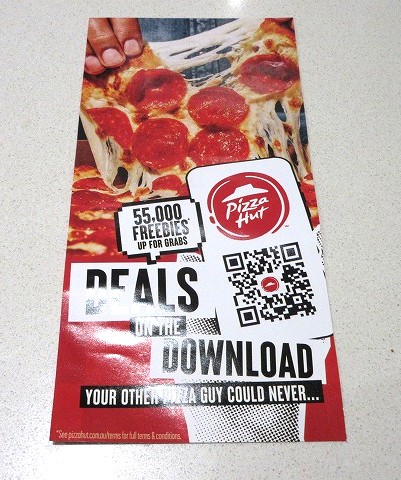 55,000
FREEBIES*
UP FOR GRABS
Pizza
Hut
DEALS
ON THE
DOWNLOAD
YOUR OTHER PIZZA GUY COULD NEVER...
*See pizzahut.com.au/terms for full terms & conditions.